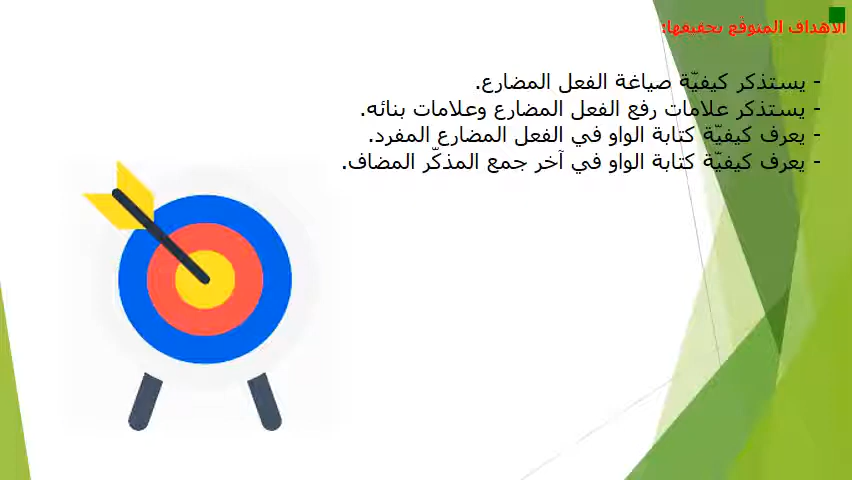 الأهداف المتوقع تحقيقها:
- يستذكر كيفيّة صياغة الفعل المضارع.
- يستذكر علامات رفع الفعل المضارع وعلامات بنائه.
- يعرف كيفيّة كتابة الواو في الفعل المضارع المفرد.
- يعرف كيفيّة كتابة الواو في آخر جمع المذكّر المضاف.